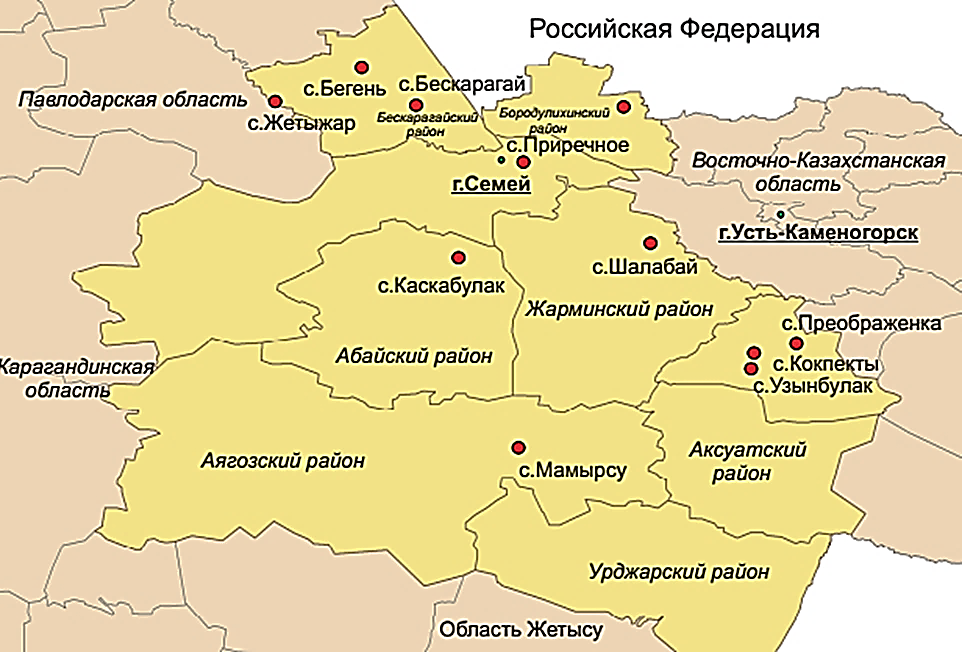 Российская Федерация
с.Бескарагай
с.Бегень
Павлодарская область
с.Жетыжар
Бескарагайский
район
Бородулихинский
район
с.Приречное
Восточно-Казахстанская
область
г.Семей
г.Усть-Каменогорск
с.Шалабай
с.Каскабулак
Жарминский район
с.Преображенка
Абайский район
Карагандинская
область
с.Кокпекты
с.Узынбулак
Аягозский район
с.Мамырсу
Аксуатский
район
Урджарский район
Область Жетысу